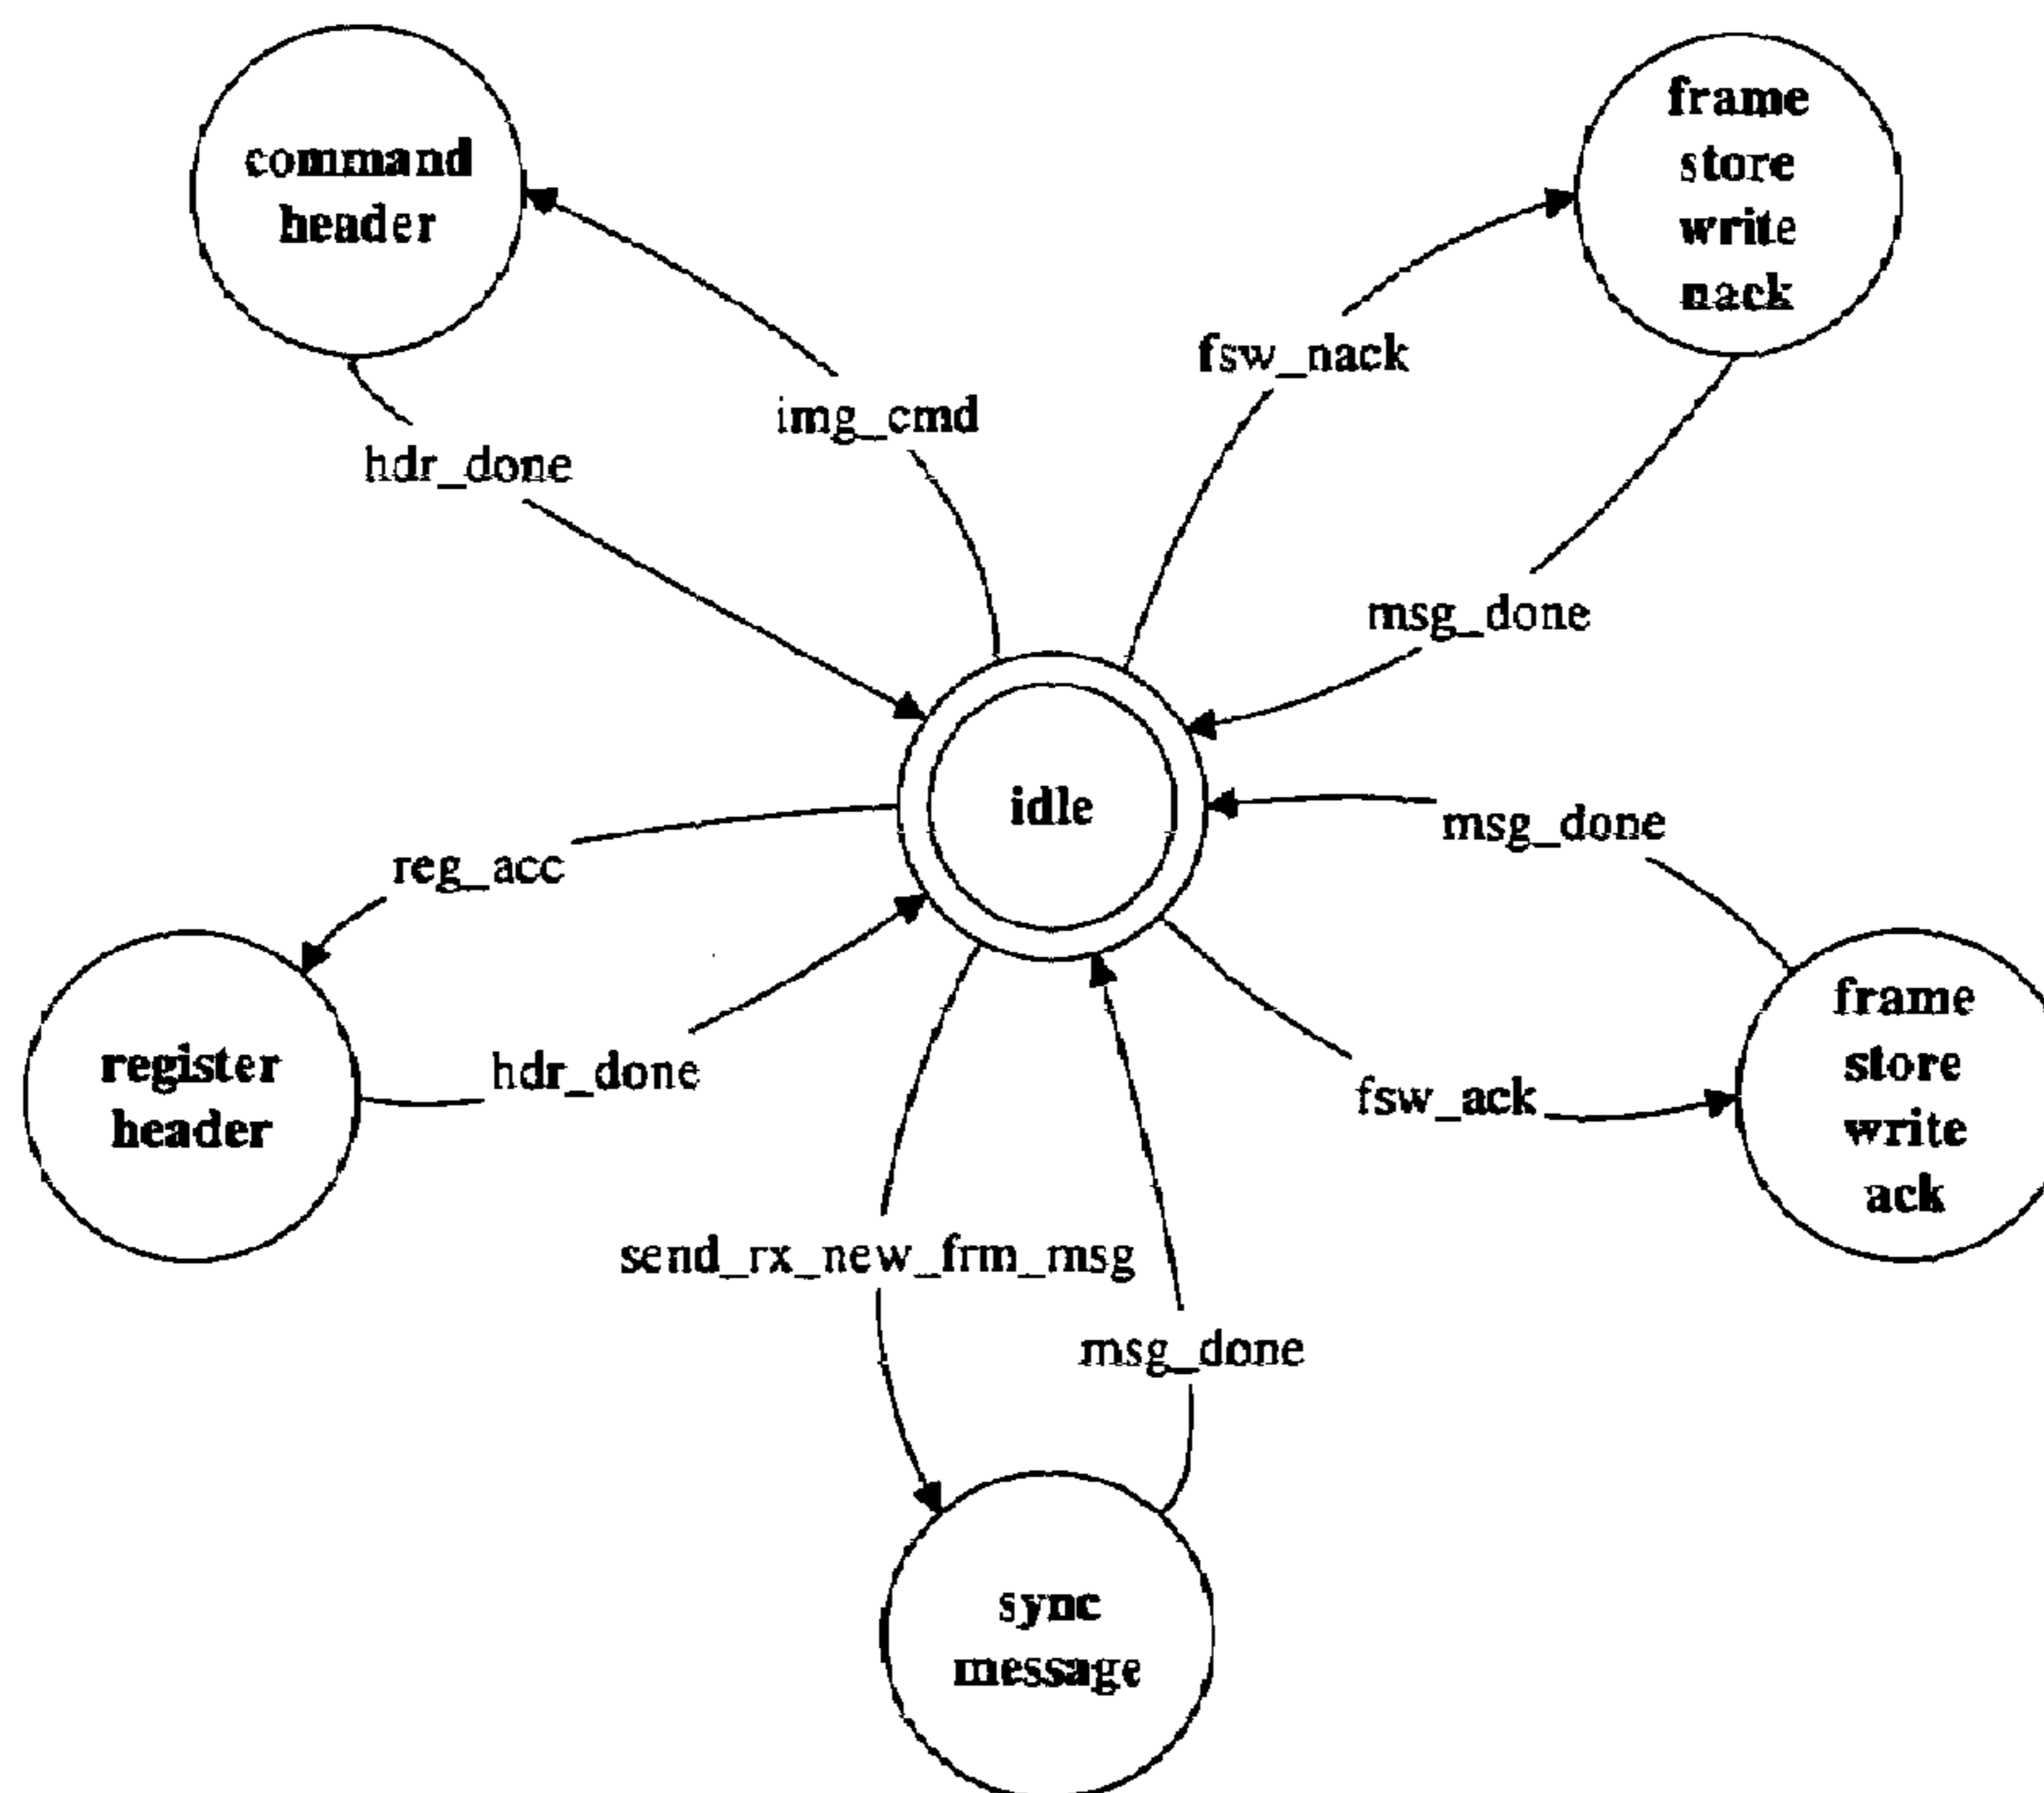 command
header
frame
store
write
nack
fsw_nack
img_cmd
hdr_done
msg_done
idle
msg_done
reg_acc
frame
store
write
ack
register
header
hdr_done
fsw_ack
send_rx_new_frm_msg
msg_done
sync
message